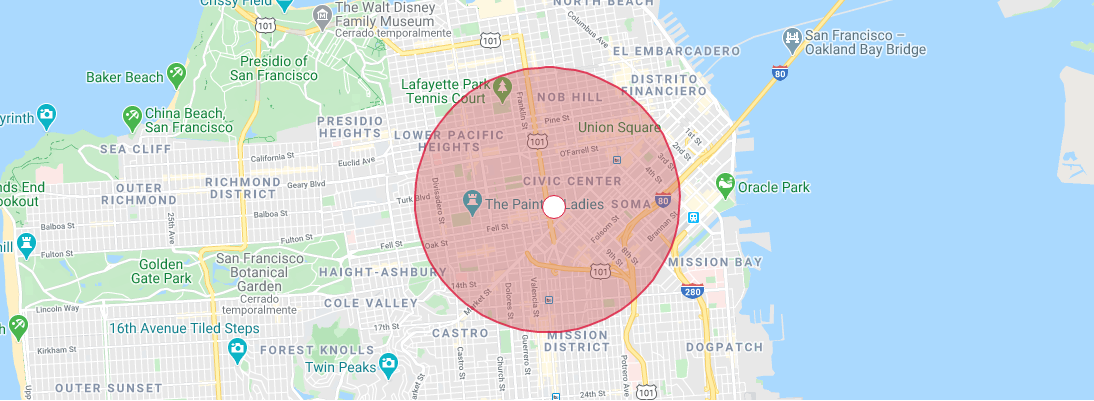 Crissy Field
NORTH BEACH
The Walt Disney
Family Museum
Cerrado temporalmente
101
101
Columbus Ave
EL EMBARCADERO
San Francisco –
Oakland Bay Bridge
80
Presidio of
San Francisco
Baker Beach
Lafayette Park
Tennis Court
DISTRITO
FINANCIERO
NOB HILL
Franklin St
Pine St
China Beach,
San Francisco
PRESIDIO
HEIGHTS
LOWER PACIFIC
HEIGHTS
Union Square
1st St
2nd St
3rd St
4th St
101
O'Farrell St
SEA CLIFF
California St
Euclid Ave
OUTER
RICHMOND
RICHMOND
DISTRICT
Geary Blvd
Turk Blvd
Divisadero St
CIVIC CENTER
Oracle Park
The Painted Ladies
SOMA
80
Balboa St
Balboa St
25th Ave
Fulton St
Fulton St
Fell St
Fell St
Oak St
Folsom St
Brannan St
8th St
9th St
Golden
Gate Park
San Francisco
Botanical
Garden
Cerrado
temporalmente
HAIGHT-ASHBURY
MISSION BAY
101
280
14th St
Market St
Dolores St
Valencia St
Lincoln Way
COLE VALLEY
17th St
16th Avenue Tiled Steps
CASTRO
MISSION
DISTRICT
DOGPATCH
Kirkham St
FOREST KNOLLS
Twin Peaks
Castro St
Church St
Guerrero St
Potrero Ave
OUTER SUNSET
24th St
101